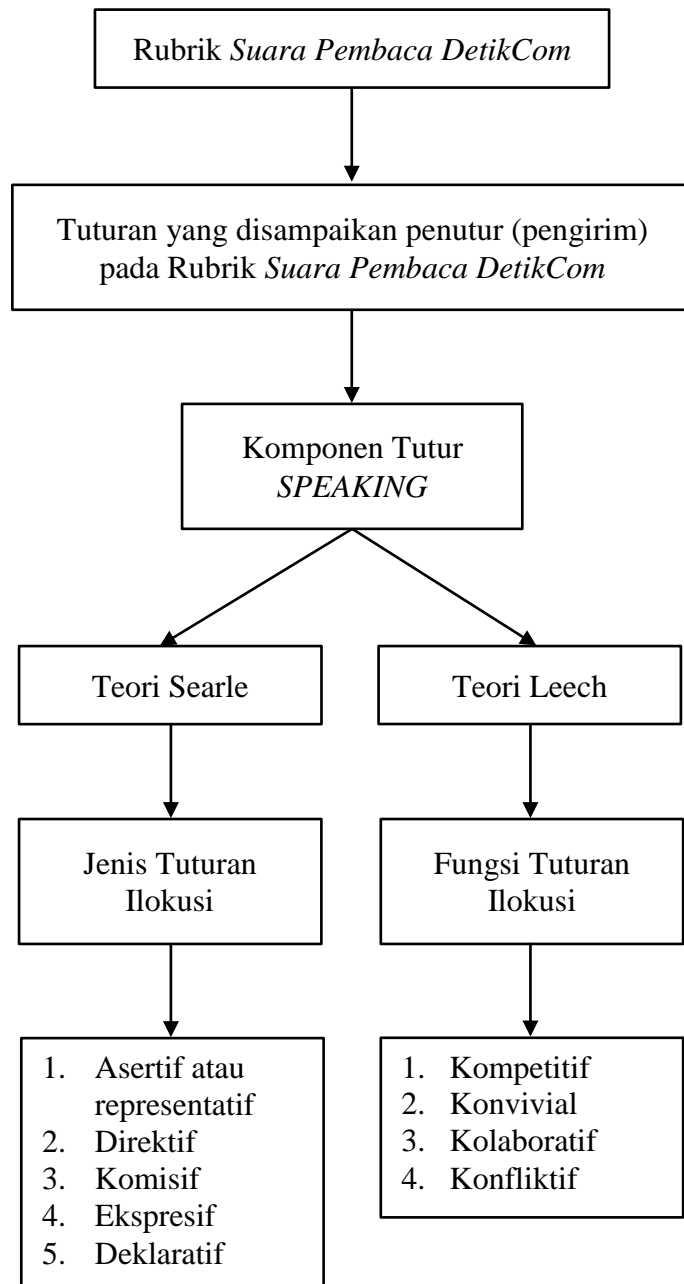 Rubrik Suara Pembaca DetikCom
Tuturan yang disampaikan penutur (pengirim)
pada Rubrik Suara Pembaca DetikCom
Komponen Tutur
SPEAKING
Teori Searle
Teori Leech
Jenis Tuturan
Ilokusi
Fungsi Tuturan
Ilokusi
1. Asertif atau
representatif
2. Direktif
3. Komisif
4. Ekspresif
5. Deklaratif
1. Kompetitif
2. Konvivial
3. Kolaboratif
4. Konfliktif